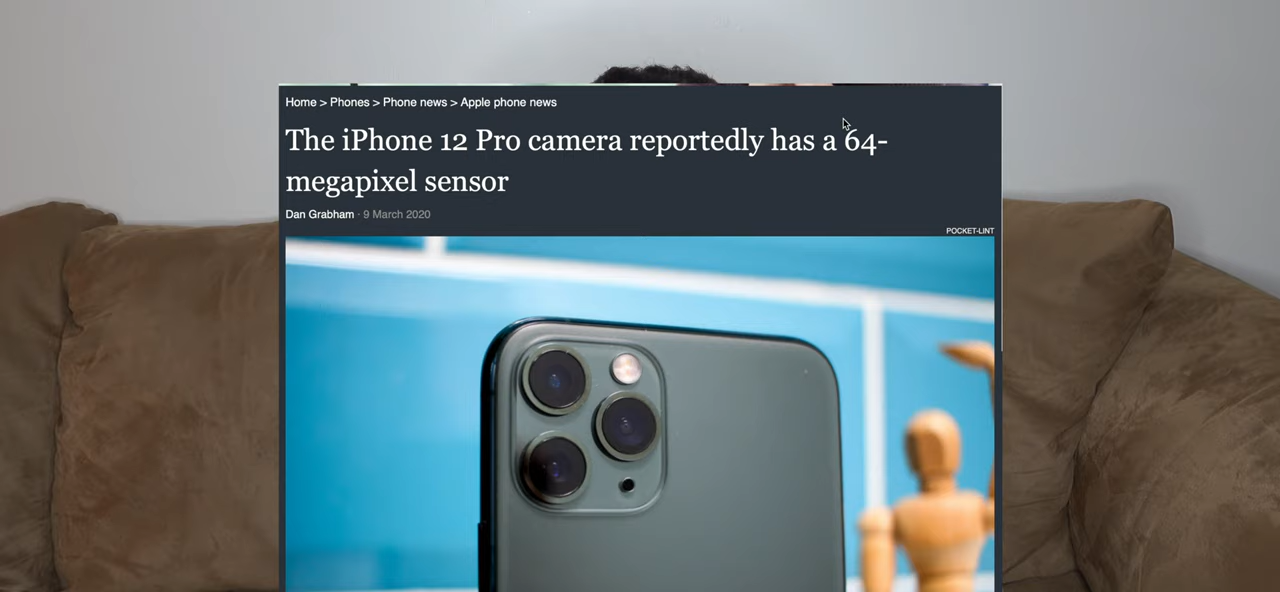 Home > Phones > Phone news > Apple phone news
The iPhone 12 Pro camera reportedly has a 64-
megapixel sensor
Dan Grabham · 9 March 2020
POCKET-LINT